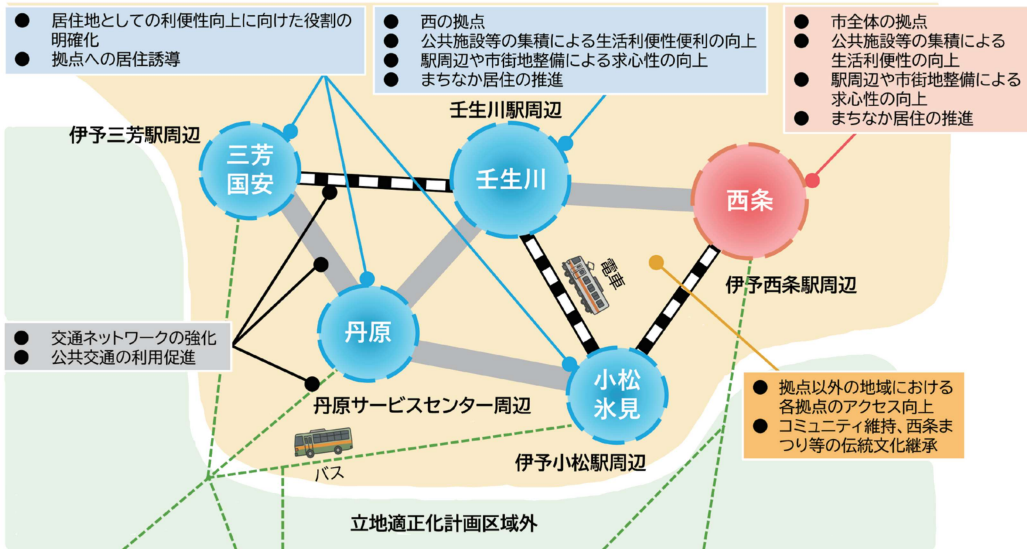 ● 居住地としての利便性向上に向けた役割の
明確化
● 拠点への居住誘導
● 西の拠点
● 公共施設等の集積による生活利便性便利の向上
● 駅周辺や市街地整備による求心性の向上
● まちなか居住の推進
● 市全体の拠点
● 公共施設等の集積による
生活利便性の向上
● 駅周辺や市街地整備による
求心性の向上
● まちなか居住の推進
伊予三芳駅周辺
壬生川駅周辺
三芳
国安
壬生川
西条
電車
伊予西条駅周辺
● 交通ネットワークの強化
● 公共交通の利用促進
丹原
小松
氷見
● 拠点以外の地域における
各拠点のアクセス向上
● コミュニティ維持、西条ま
つり等の伝統文化継承
丹原サービスセンター周辺
バス
伊予小松駅周辺
立地適正化計画区域外